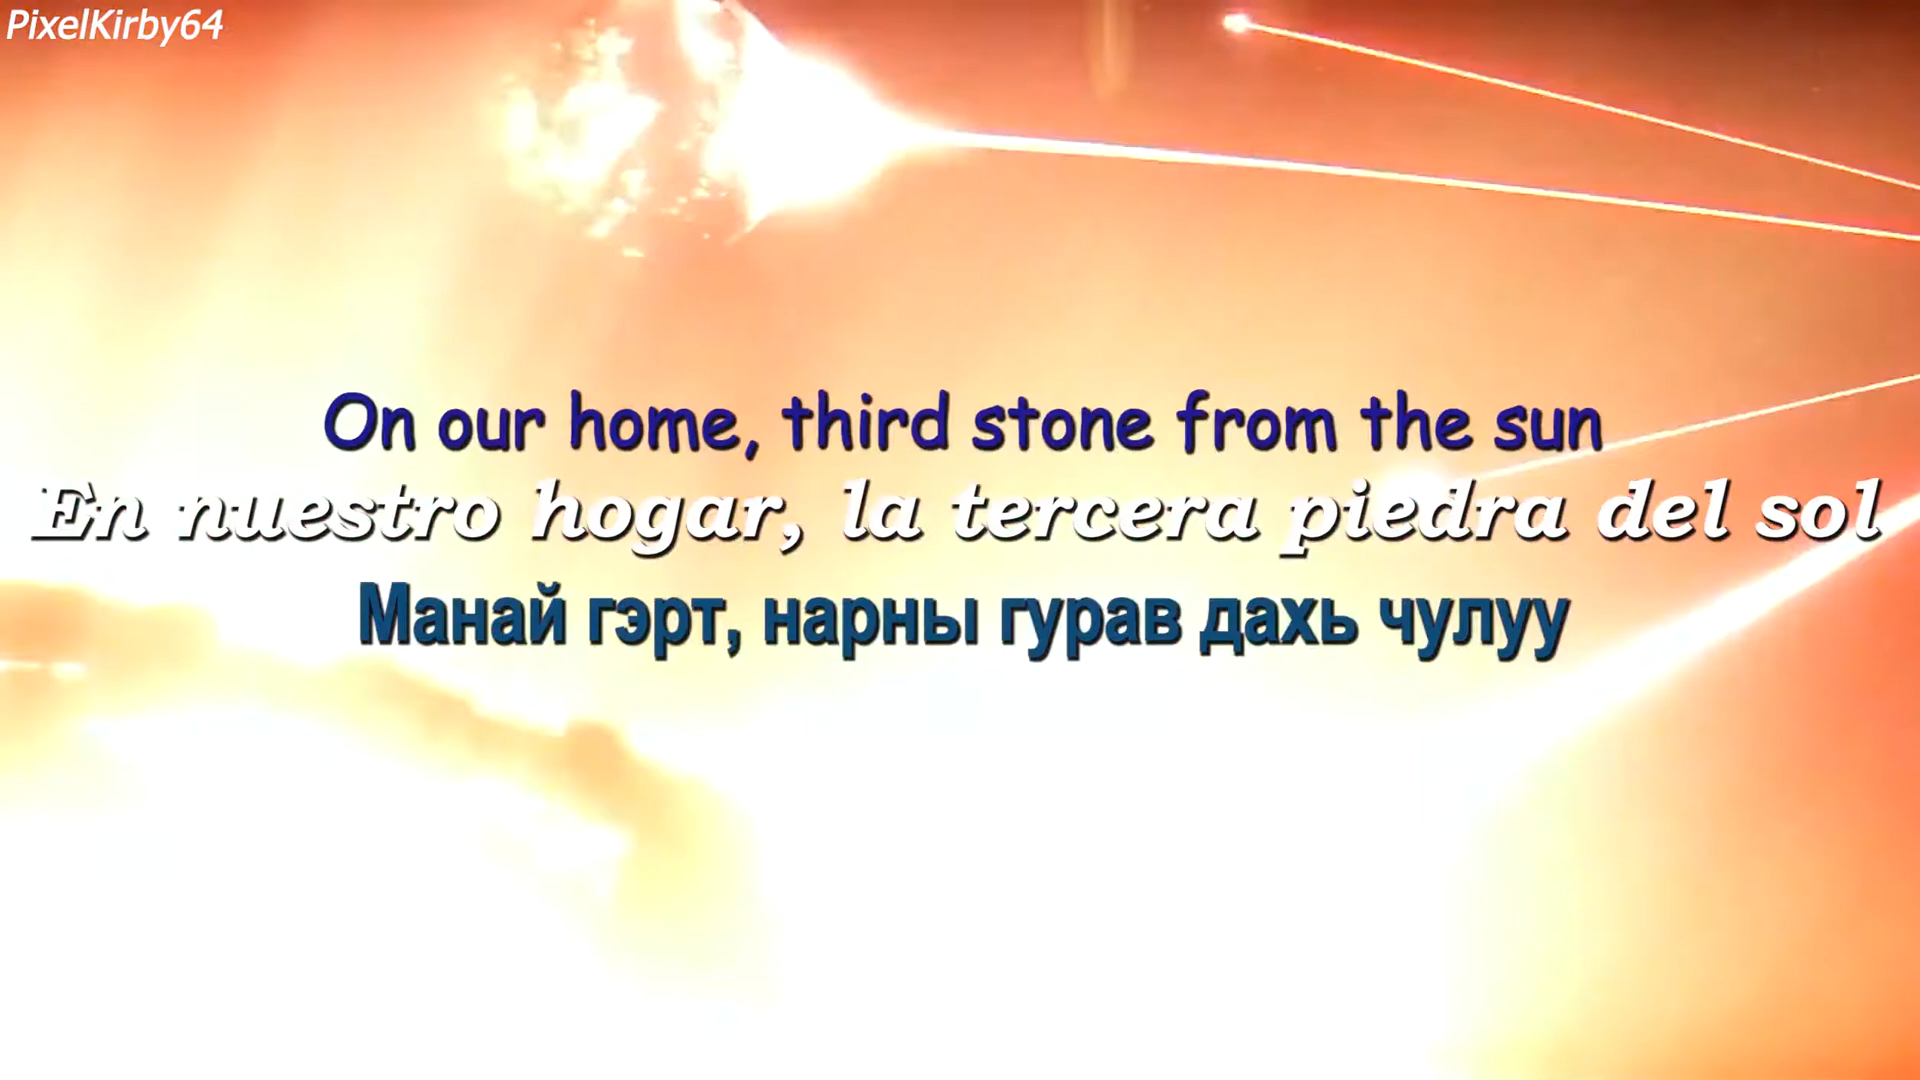 PixelKirby64
On our home, third stone from the sun
En nuestro hogar, la tercera piedra del sol
Манай гэрт, нарны гурав дахь чулуу